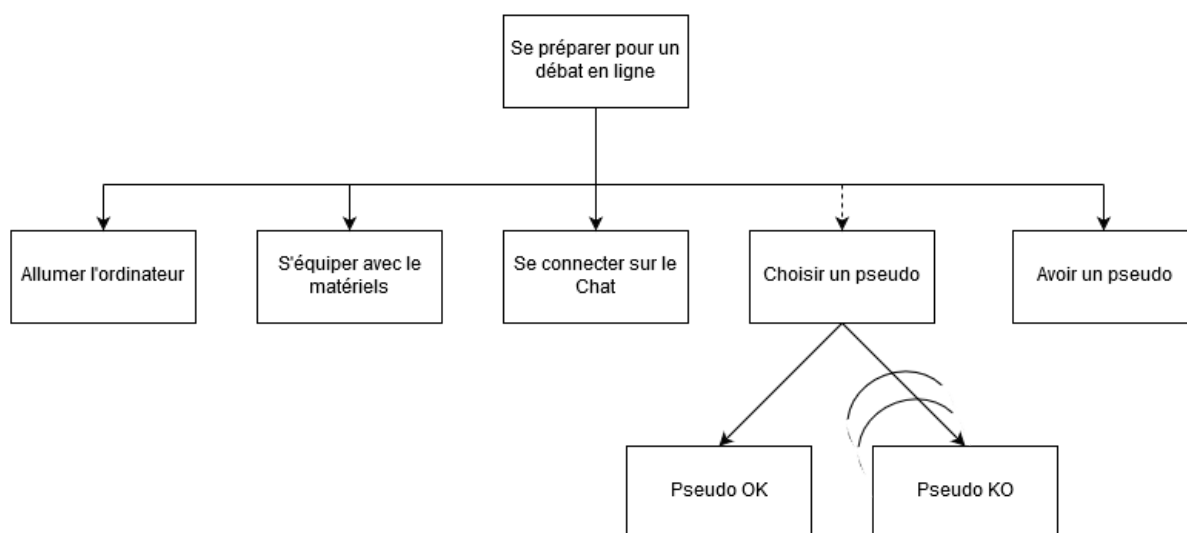 Se préparer pour un
débat en ligne
Allumer l'ordinateur
S'équiper avec le
matériels
Se connecter sur le
Chat
Choisir un pseudo
Avoir un pseudo
Pseudo OK
Pseudo KO